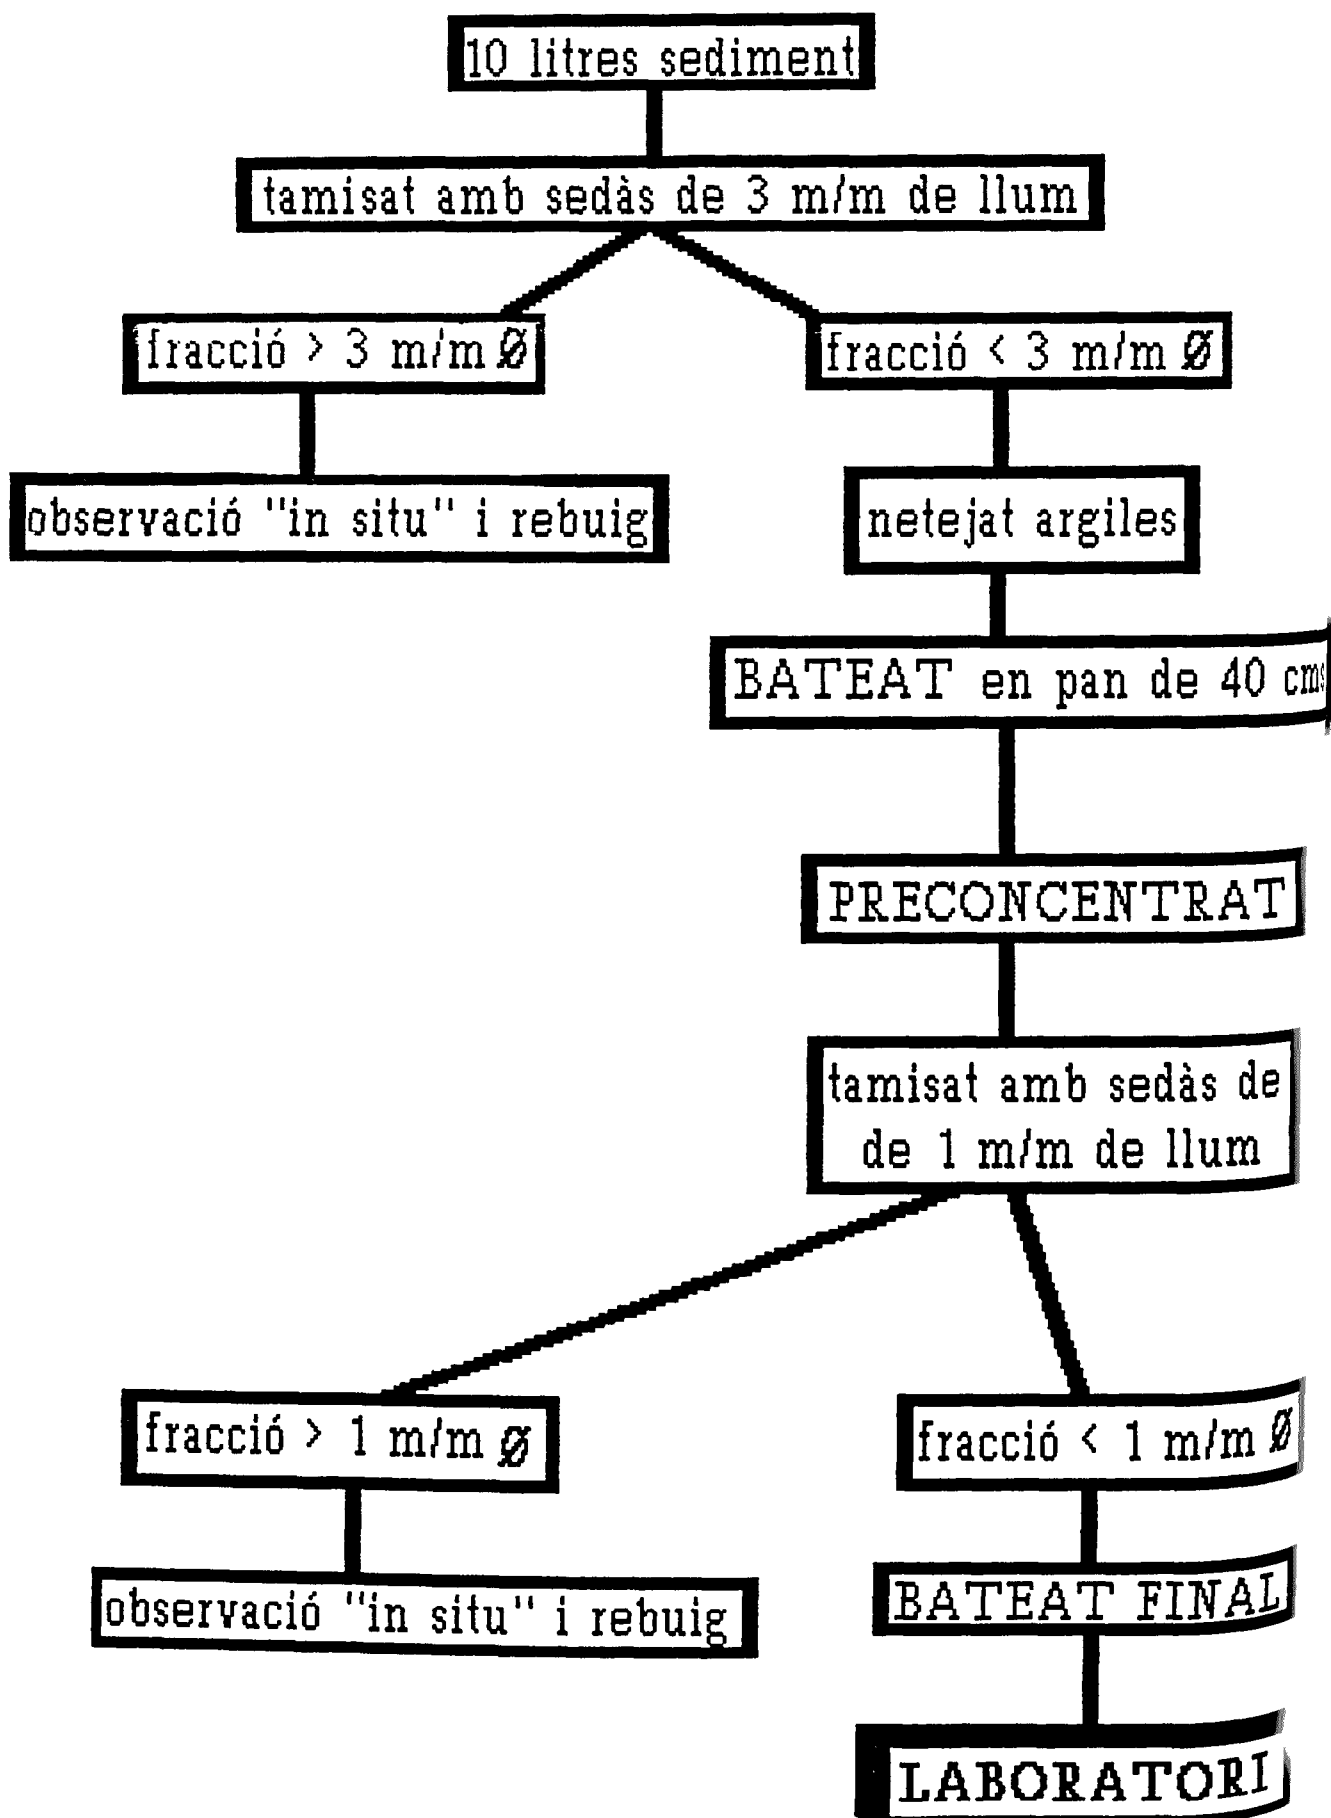 10 litres sediment
tamisat amb sedàs de 3 m/m de llum
fracció > 3 m/m Ø
fracció < 3 m/m Ø
observació "in situ" i rebuig
netejat argiles
BATEAT en pan de 40 cms
PRECONCENTRAT
tamisat amb sedàs de
de 1 m/m de llum
fracció > 1 m/m Ø
fracció < 1 m/m Ø
observació "in situ" i rebuig
BATEAT FINAL
LABORATORI